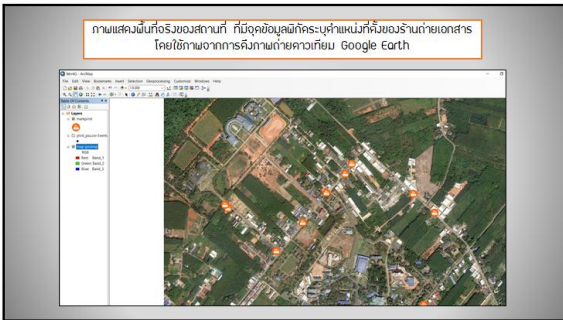 ภาพแสดงพื้นที่จริงของสถานที่ ที่มีจุดข้อมูลพิกัดระบุตำแหน่งที่ตั้งของร้านถ่ายเอกสาร
โดยใช้ภาพจากการดึงภาพถ่ายดาวเทียม Google Earth
File Edit View Bookmarks Insert Selection Geoprocessing Customize Windows Help
Table Of Contents
Layers
RGB
Red: Band_1
Green: Band_2
Blue: Band_3